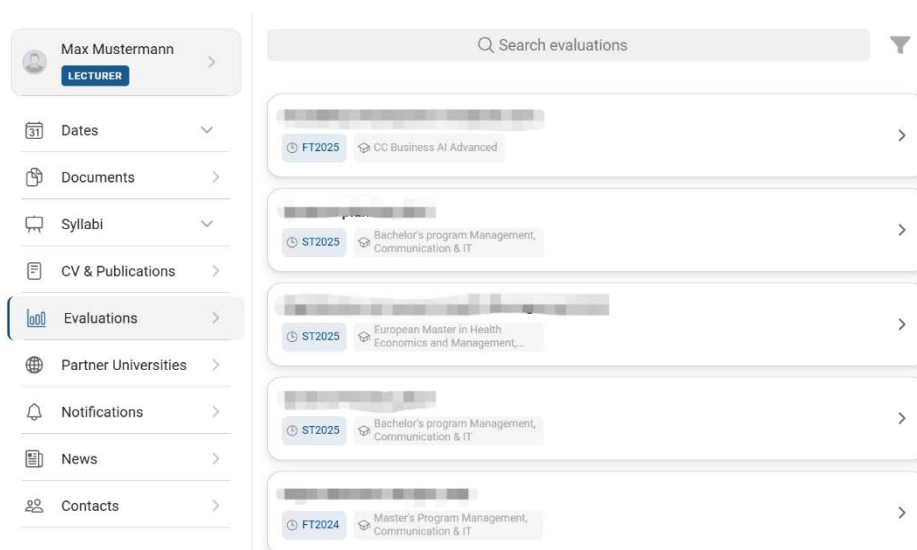 Max Mustermann
LECTURER
31
Dates
Documents
Syllabi
CV & Publications
Evaluations
Partner Universities
Notifications
News
Contacts
Search evaluations
FT2025
CC Business AI Advanced
ST2025
Bachelor's program Management,
Communication & IT
ST2025
European Master in Health
Economics and Management,...
ST2025
Bachelor's program Management,
Communication & IT
FT2024
Master's Program Management,
Communication & IT